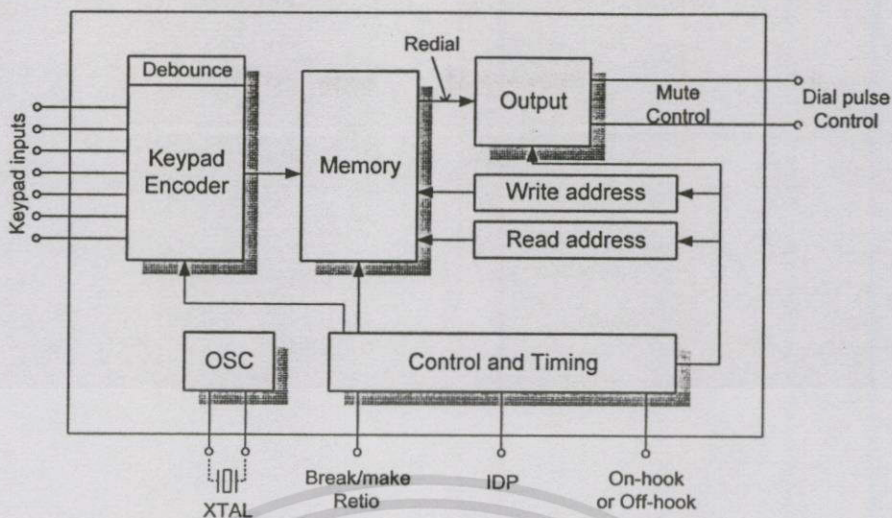 Redial
Debounce
Keypad inputs
Keypad
Encoder
Memory
Output
Mute
Control
Dial pulse
Control
Write address
Read address
OSC
Control and Timing
XTAL
Break/make
Retio
IDP
On-hook
or Off-hook